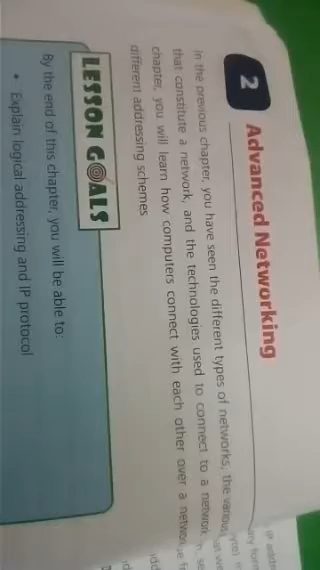 2
Advanced Networking
In the previous chapter, you have seen the different types of networks, the various
that constitute a network, and the technologies used to connect to a network.
chapter, you will learn how computers connect with each other over a network
different addressing schemes
LESSON GOALS
By the end of this chapter, you will be able to:
• Explain logical addressing and IP protocol